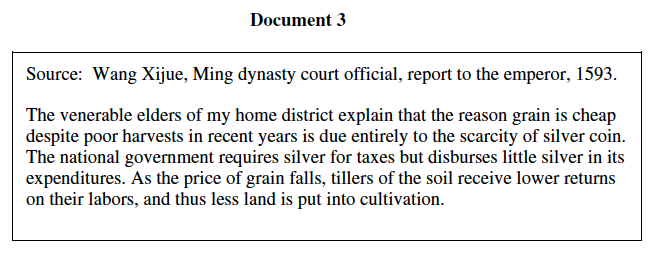 Document 3
Source:  Wang Xijue, Ming dynasty court official, report to the emperor, 1593.
The venerable elders of my home district explain that the reason grain is cheap
despite poor harvests in recent years is due entirely to the scarcity of silver coin.
The national government requires silver for taxes but disburses little silver in its
expenditures. As the price of grain falls, tillers of the soil receive lower returns
on their labors, and thus less land is put into cultivation.